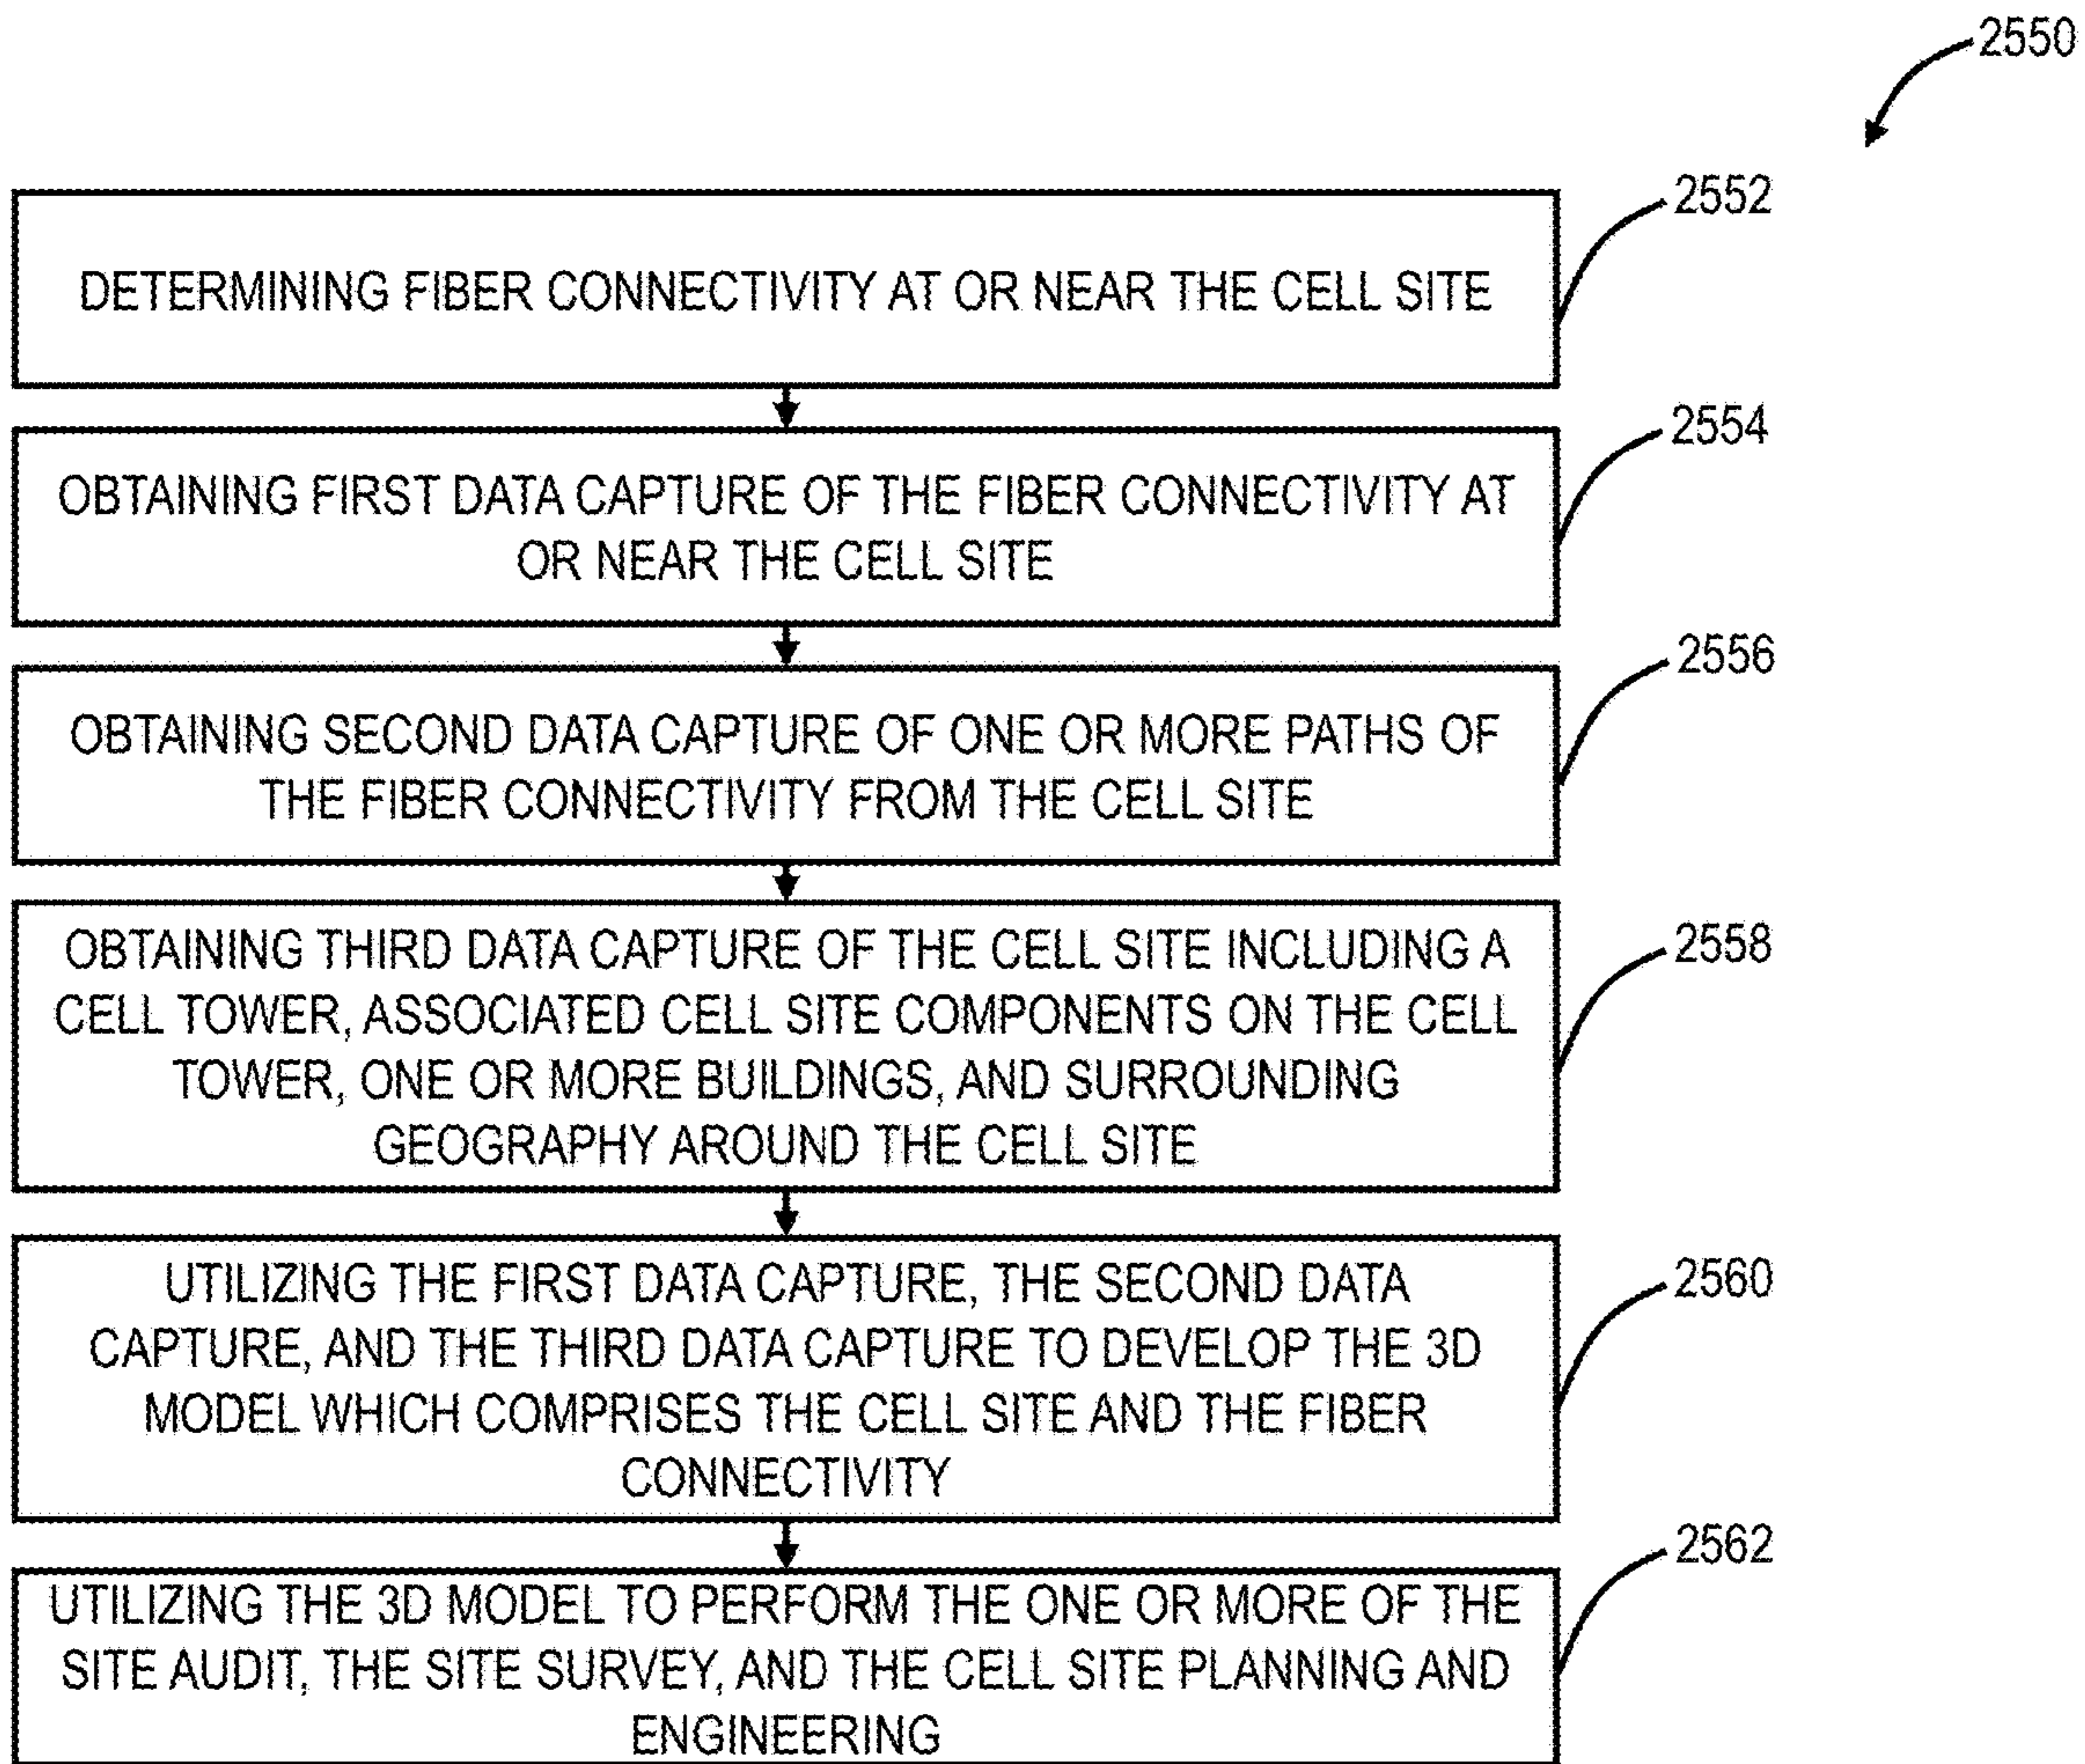 2550
2552
DETERMINING FIBER CONNECTIVITY AT OR NEAR THE CELL SITE
2554
OBTAINING FIRST DATA CAPTURE OF THE FIBER CONNECTIVITY AT
OR NEAR THE CELL SITE
2556
OBTAINING SECOND DATA CAPTURE OF ONE OR MORE PATHS OF
THE FIBER CONNECTIVITY FROM THE CELL SITE
2558
OBTAINING THIRD DATA CAPTURE OF THE CELL SITE INCLUDING A
CELL TOWER, ASSOCIATED CELL SITE COMPONENTS ON THE CELL
TOWER, ONE OR MORE BUILDINGS, AND SURROUNDING
GEOGRAPHY AROUND THE CELL SITE
2560
UTILIZING THE FIRST DATA CAPTURE, THE SECOND DATA
CAPTURE, AND THE THIRD DATA CAPTURE TO DEVELOP THE 3D
MODEL WHICH COMPRISES THE CELL SITE AND THE FIBER
CONNECTIVITY
2562
UTILIZING THE 3D MODEL TO PERFORM THE ONE OR MORE OF THE
SITE AUDIT, THE SITE SURVEY, AND THE CELL SITE PLANNING AND
ENGINEERING